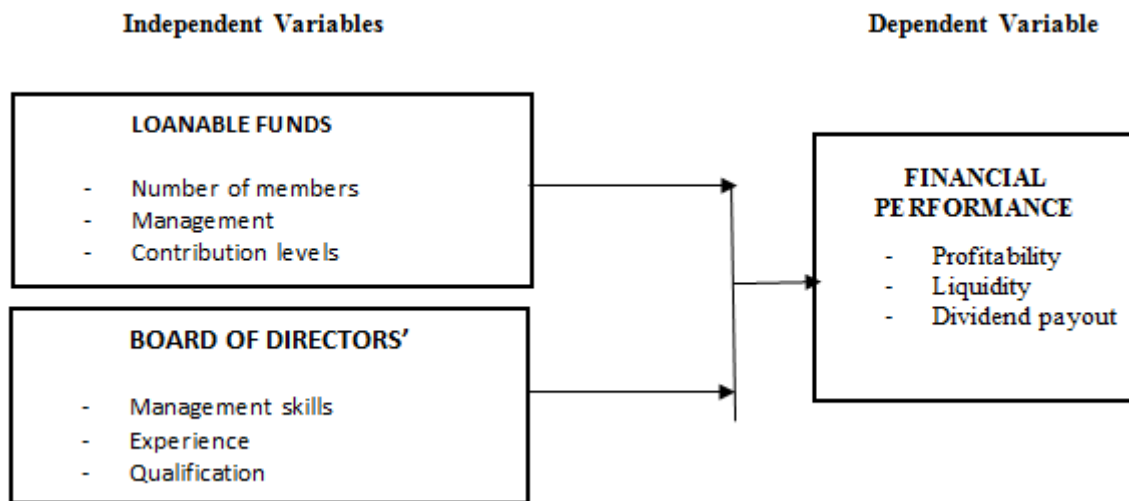 Independent Variables
Dependent Variable
LOANABLE FUNDS
- Number of members
- Management
- Contribution levels
BOARD OF DIRECTORS’
- Management skills
- Experience
- Qualification
FINANCIAL
PERFORMANCE
- Profitability
- Liquidity
- Dividend payout